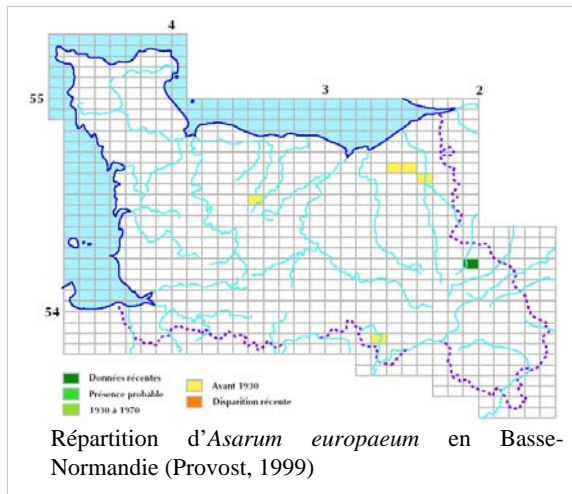 4
3
2
55
54
Données récentes
Présence probable
1930 à 1970
Avant 1930
Disparition récente
Répartition d'Asarum europaeum en Basse-
Normandie (Provost, 1999)